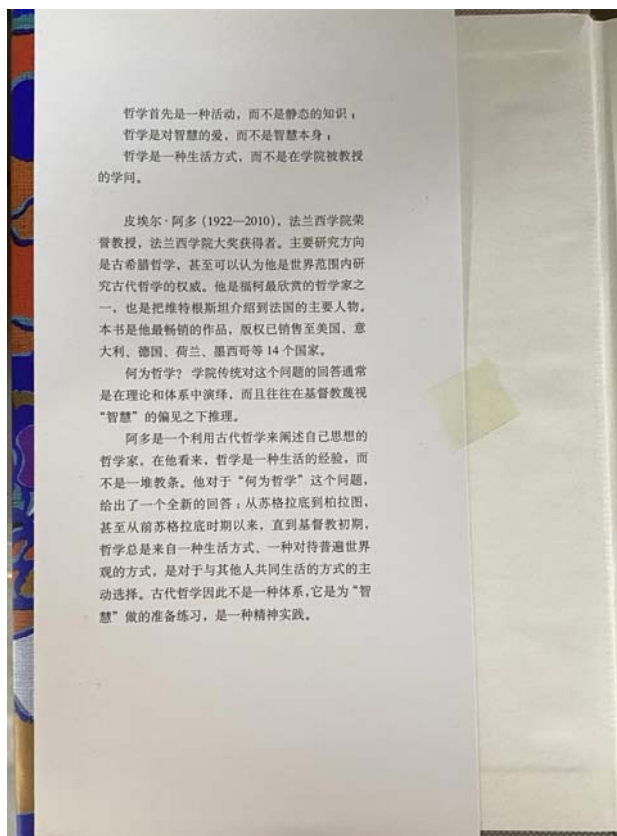 哲学首先是一种活动，而不是静态的知识；
哲学是对智慧的爱，而不是智慧本身；
哲学是一种生活方式，而不是在学院被教授
的学问。
皮埃尔·阿多（1922—2010），法兰西学院荣
誉教授，法兰西学院大奖获得者。主要研究方向
是古希腊哲学，甚至可以认为他是世界范围内研
究古代哲学的权威。他是福柯最欣赏的哲学家之
一，也是把维特根斯坦介绍到法国的主要人物。
本书是他最畅销的作品，版权已销售至美国、意
大利、德国、荷兰、墨西哥等 14 个国家。
何为哲学？ 学院传统对这个问题的回答通常
是在理论和体系中演绎，而且往往在基督教蔑视
“智慧”的偏见之下推理。
阿多是一个利用古代哲学来阐述自己思想的
哲学家，在他看来，哲学是一种生活的经验，而
不是一堆教条。他对于“何为哲学”这个问题，
给出了一个全新的回答：从苏格拉底到柏拉图，
甚至从前苏格拉底时期以来，直到基督教初期，
哲学总是来自一种生活方式、一种对待普遍世界
观的方式，是对于与其他人共同生活的方式的主
动选择。古代哲学因此不是一种体系，它是为“智
慧”做的准备练习，是一种精神实践。